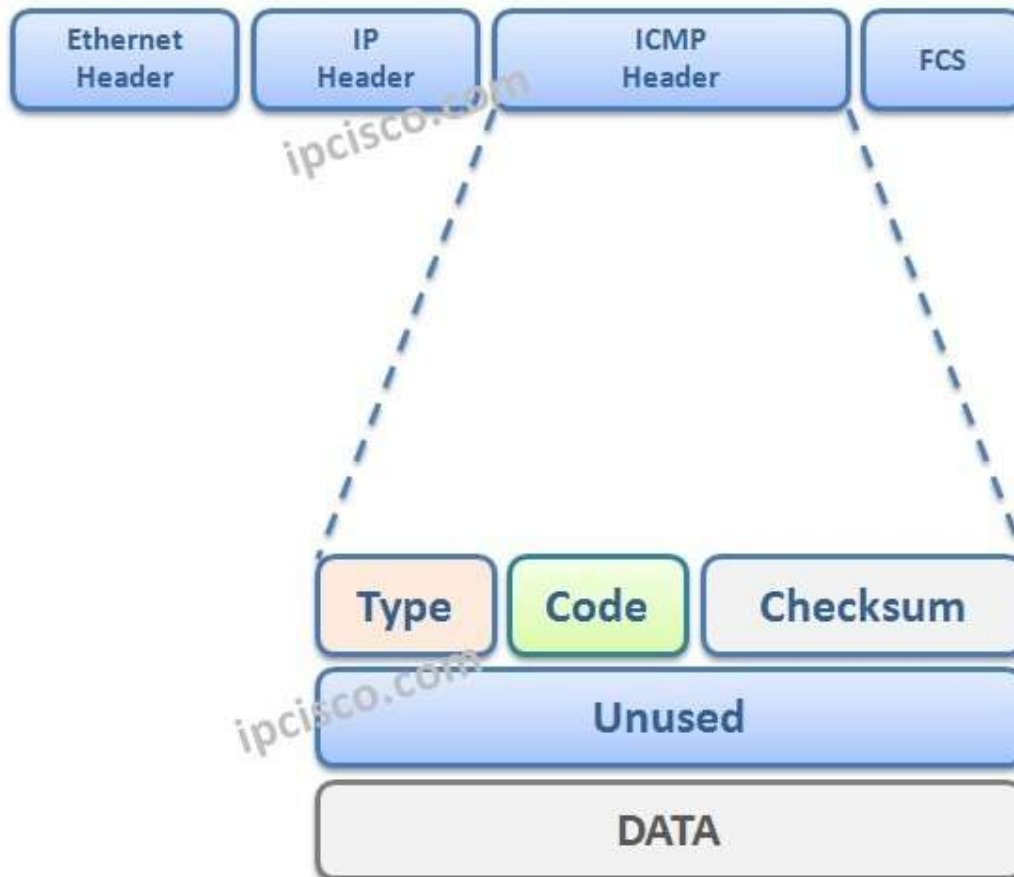 Ethernet
Header
IP
Header
ICMP
Header
FCS
ipcisco.com
Type
Code
Checksum
ipcisco.com
Unused
DATA